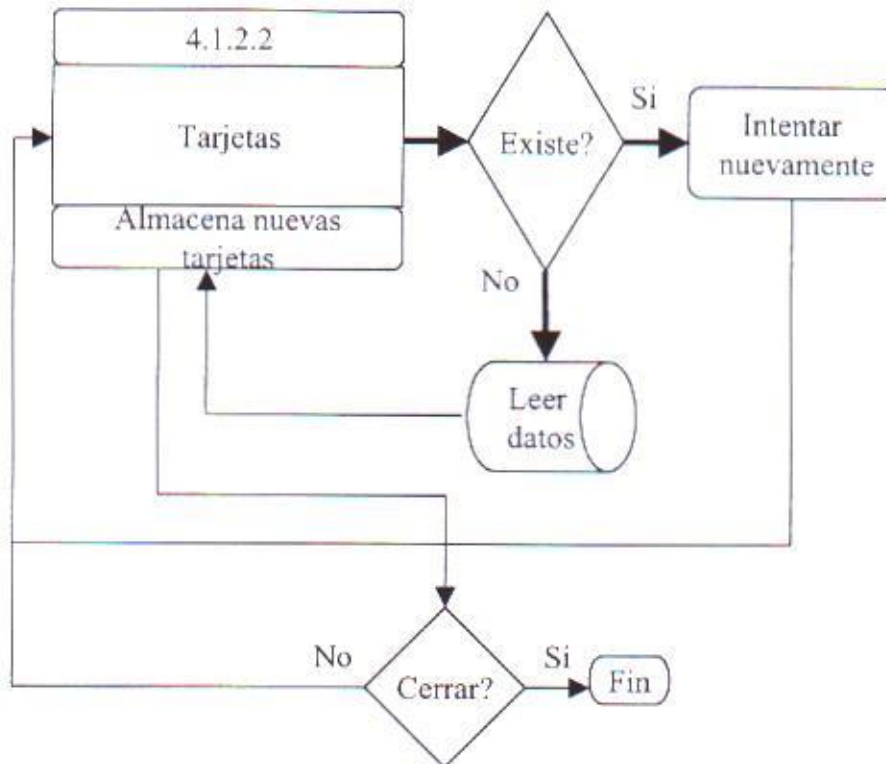 4.1.2.2
Tarjetas
Almacena nuevas
tarjetas
Existe?
Si
Intentar
nuevamente
No
Leer
datos
No
Cerrar?
Si
Fin